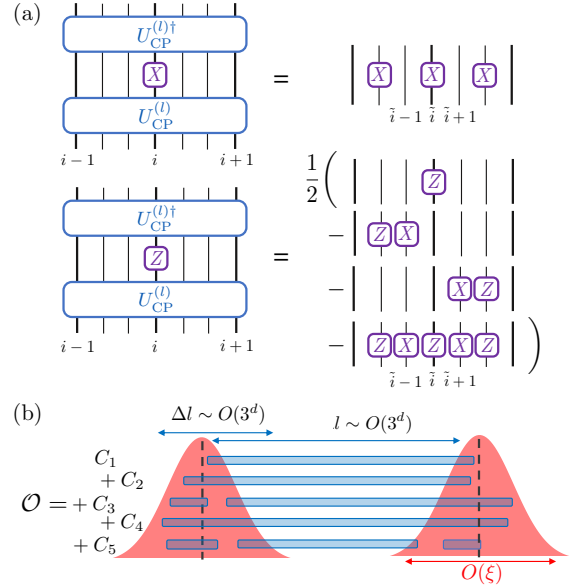 (a)
U_CP^(l)†
X
U_CP^(l)
i − 1 i i + 1
=
X X X
ĩ − 1 ĩ ĩ + 1
U_CP^(l)†
Z
U_CP^(l)
i − 1 i i + 1
=
1/2 ( Z
− Z X
− X Z
− Z X Z X Z )
ĩ − 1 ĩ ĩ + 1
(b)
Δl ∼ O(3^d) l ∼ O(3^d)
C_1
+ C_2
𝒪 = + C_3
+ C_4
+ C_5
O(ξ)